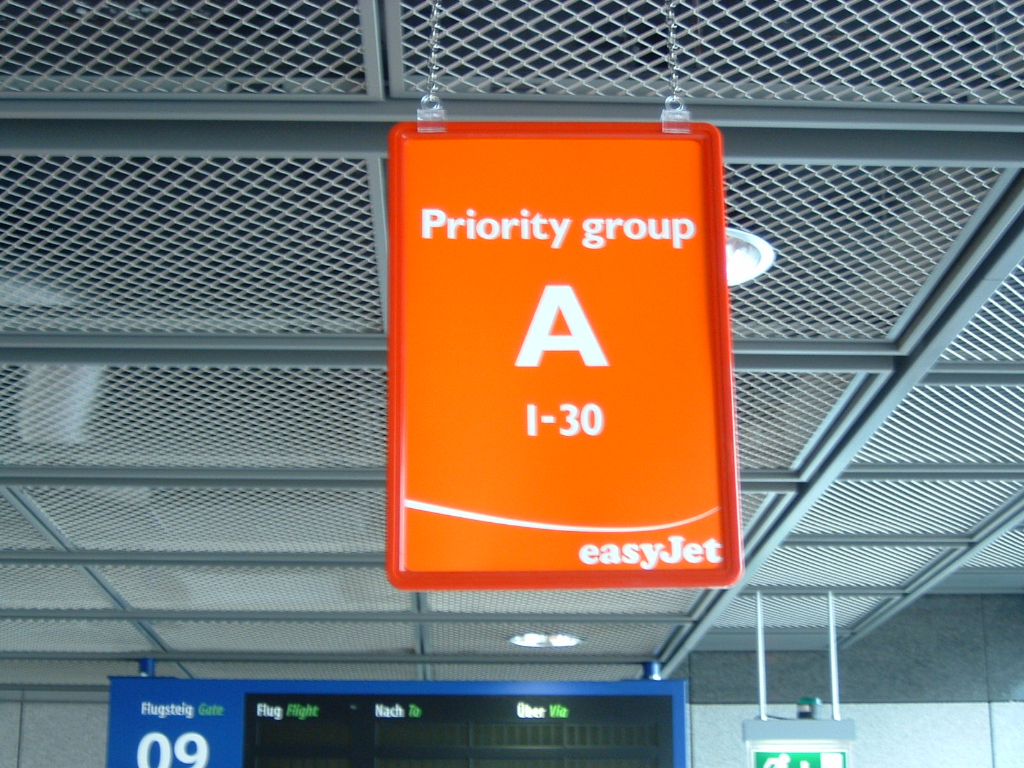 Priority group
A
1-30
easyJet
Flugsteig Gate
Flug Flight
Nach To
Über Via
09